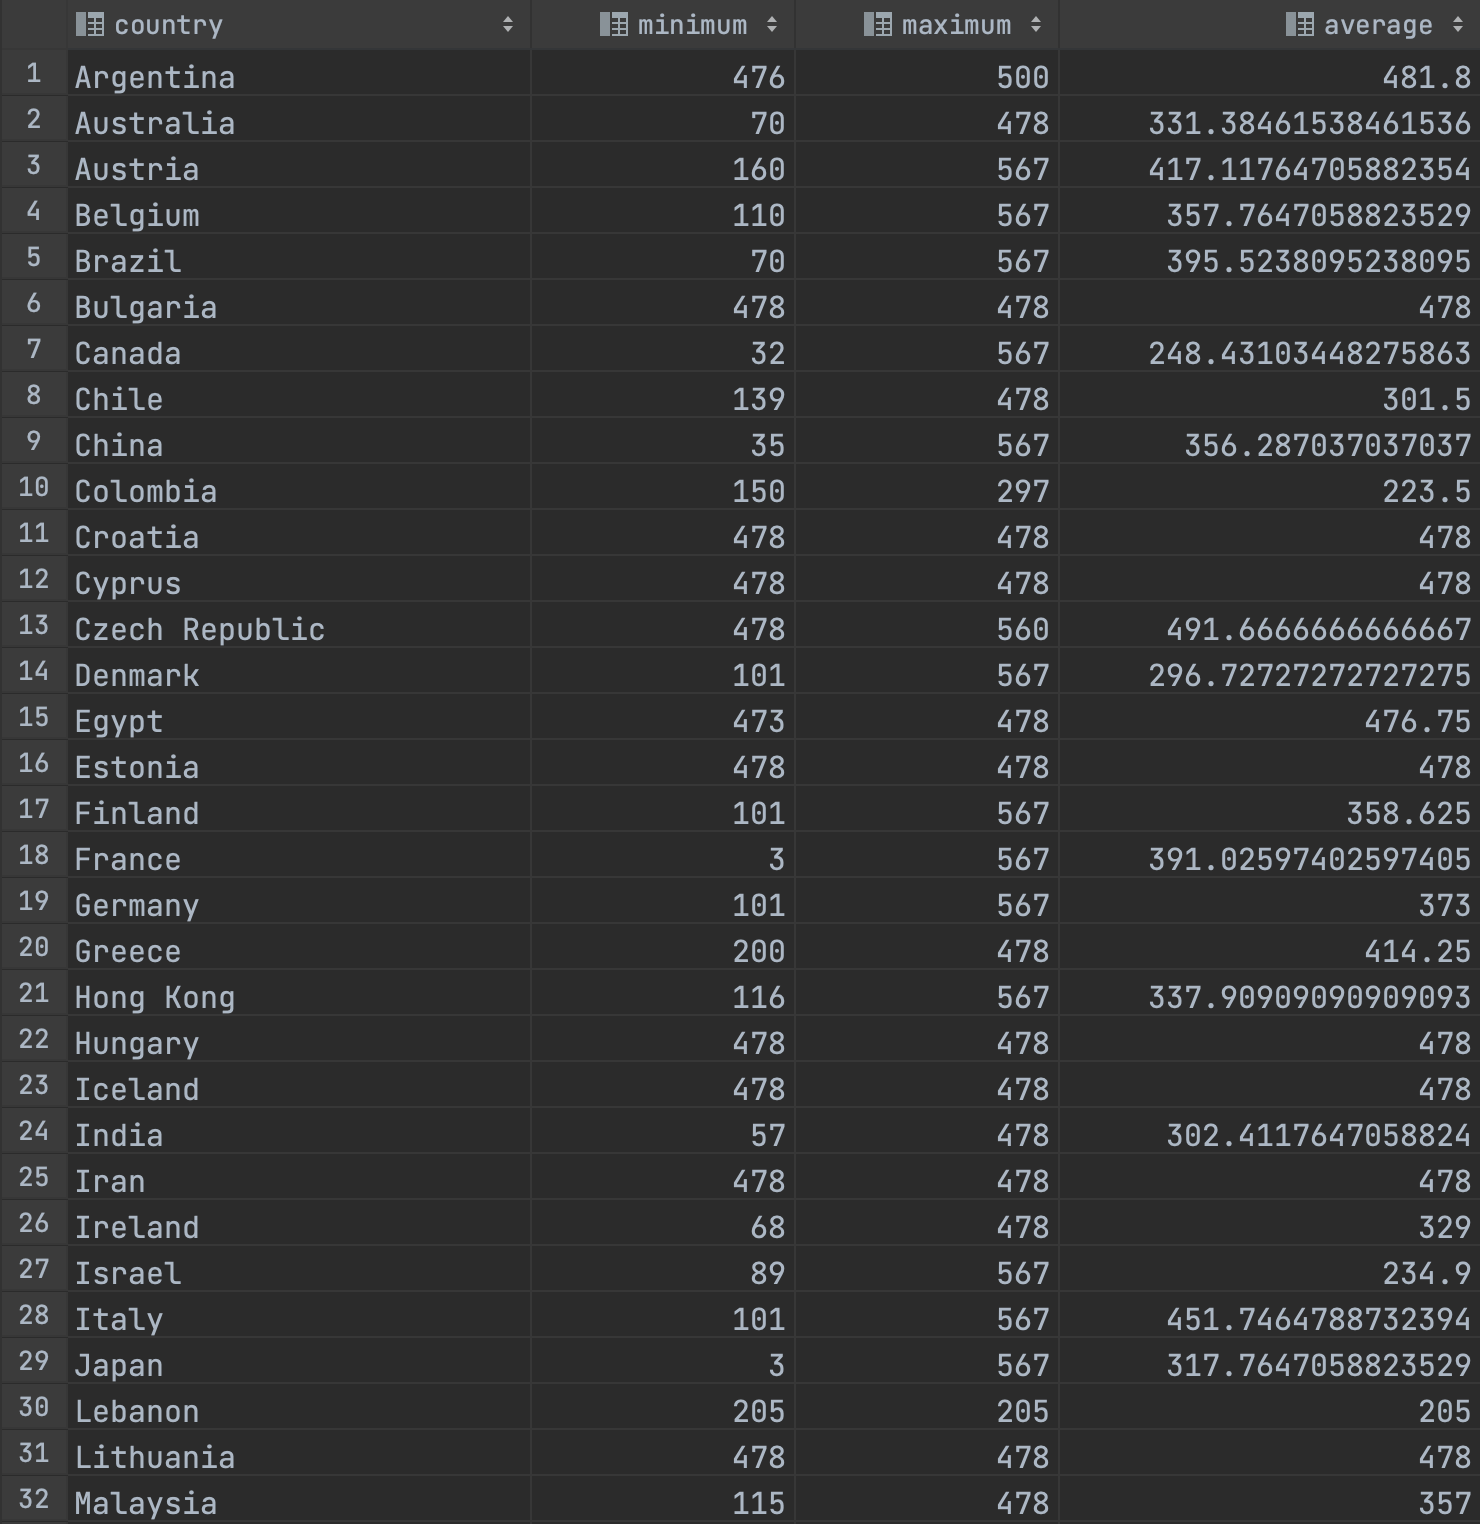 country minimum maximum average
1 Argentina 476 500 481.8
2 Australia 70 478 331.38461538461536
3 Austria 160 567 417.11764705882354
4 Belgium 110 567 357.7647058823529
5 Brazil 70 567 395.5238095238095
6 Bulgaria 478 478 478
7 Canada 32 567 248.43103448275863
8 Chile 139 478 301.5
9 China 35 567 356.287037037037
10 Colombia 150 297 223.5
11 Croatia 478 478 478
12 Cyprus 478 478 478
13 Czech Republic 478 560 491.6666666666667
14 Denmark 101 567 296.72727272727275
15 Egypt 473 478 476.75
16 Estonia 478 478 478
17 Finland 101 567 358.625
18 France 3 567 391.02597402597405
19 Germany 101 567 373
20 Greece 200 478 414.25
21 Hong Kong 116 567 337.90909090909093
22 Hungary 478 478 478
23 Iceland 478 478 478
24 India 57 478 302.4117647058824
25 Iran 478 478 478
26 Ireland 68 478 329
27 Israel 89 567 234.9
28 Italy 101 567 451.7464788732394
29 Japan 3 567 317.7647058823529
30 Lebanon 205 205 205
31 Lithuania 478 478 478
32 Malaysia 115 478 357